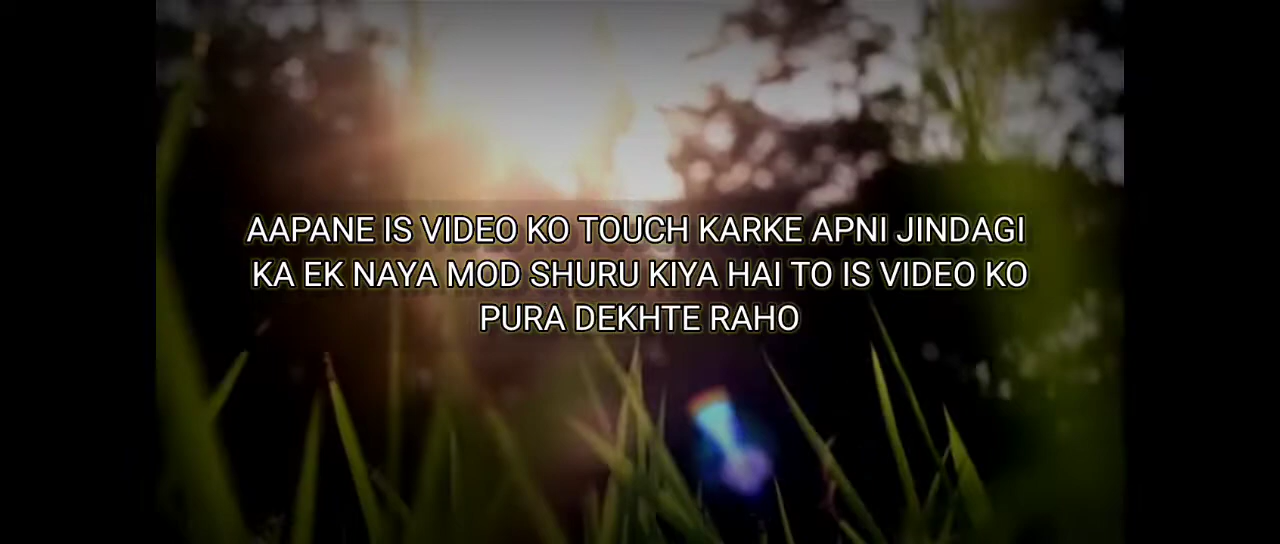 AAPANE IS VIDEO KO TOUCH KARKE APNI JINDAGI
KA EK NAYA MOD SHURU KIYA HAI TO IS VIDEO KO
PURA DEKHTE RAHO